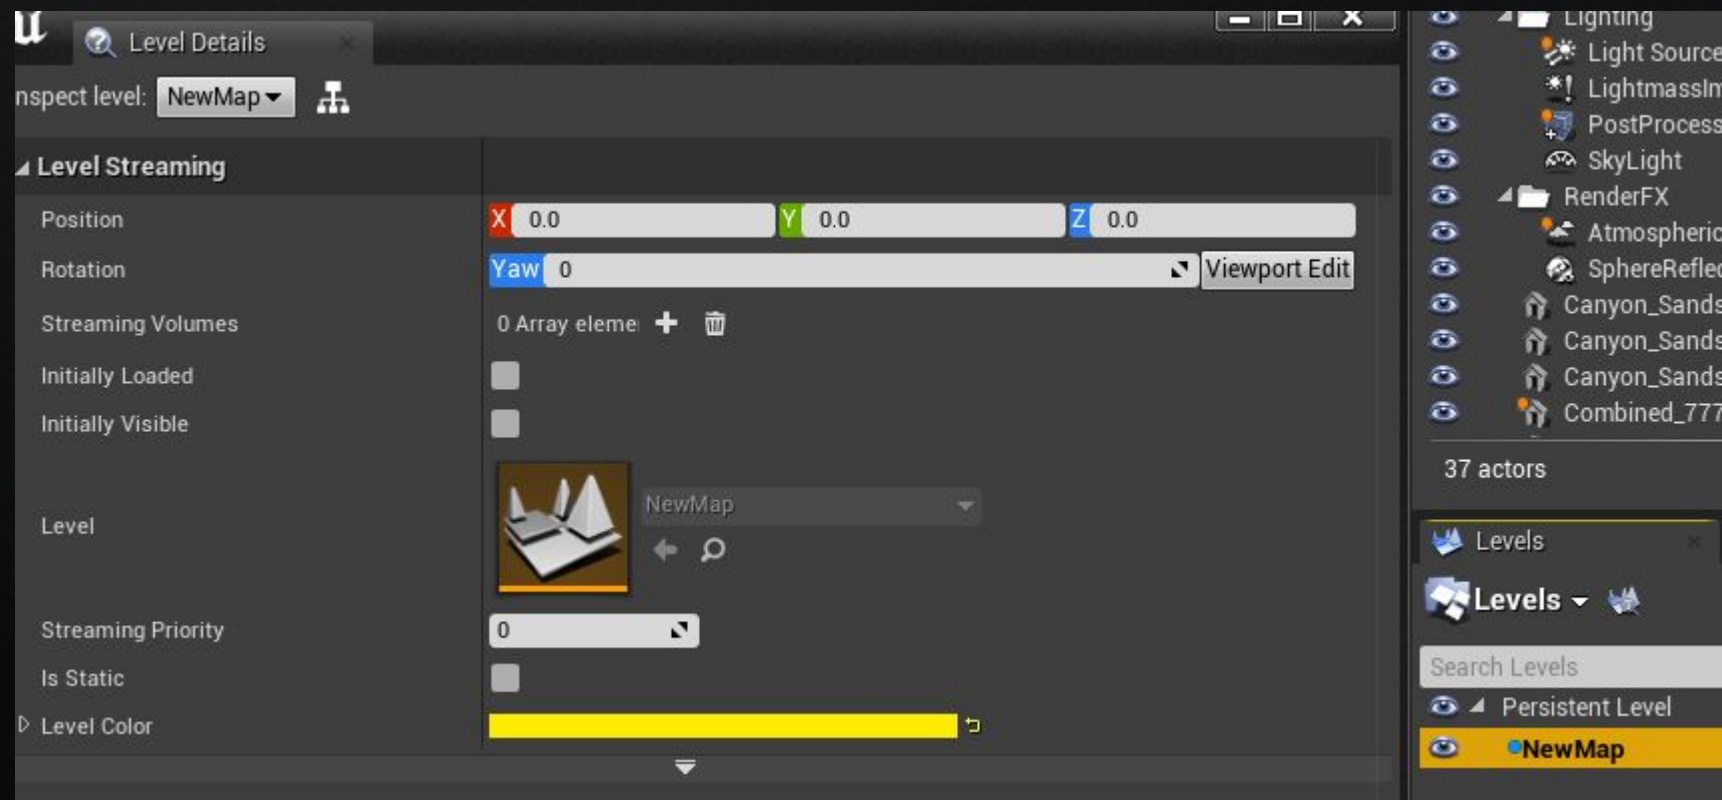 Level Details
nspect level: NewMap
Level Streaming
Position X 0.0 Y 0.0 Z 0.0
Rotation Yaw 0 Viewport Edit
Streaming Volumes 0 Array eleme
Initially Loaded
Initially Visible
Level NewMap
Streaming Priority 0
Is Static
Level Color
Lighting
Light Source
LightmassIm
PostProcess
SkyLight
RenderFX
Atmospheric
SphereReflec
Canyon_Sands
Canyon_Sands
Canyon_Sands
Combined_777
37 actors
Levels
Levels
Search Levels
Persistent Level
NewMap